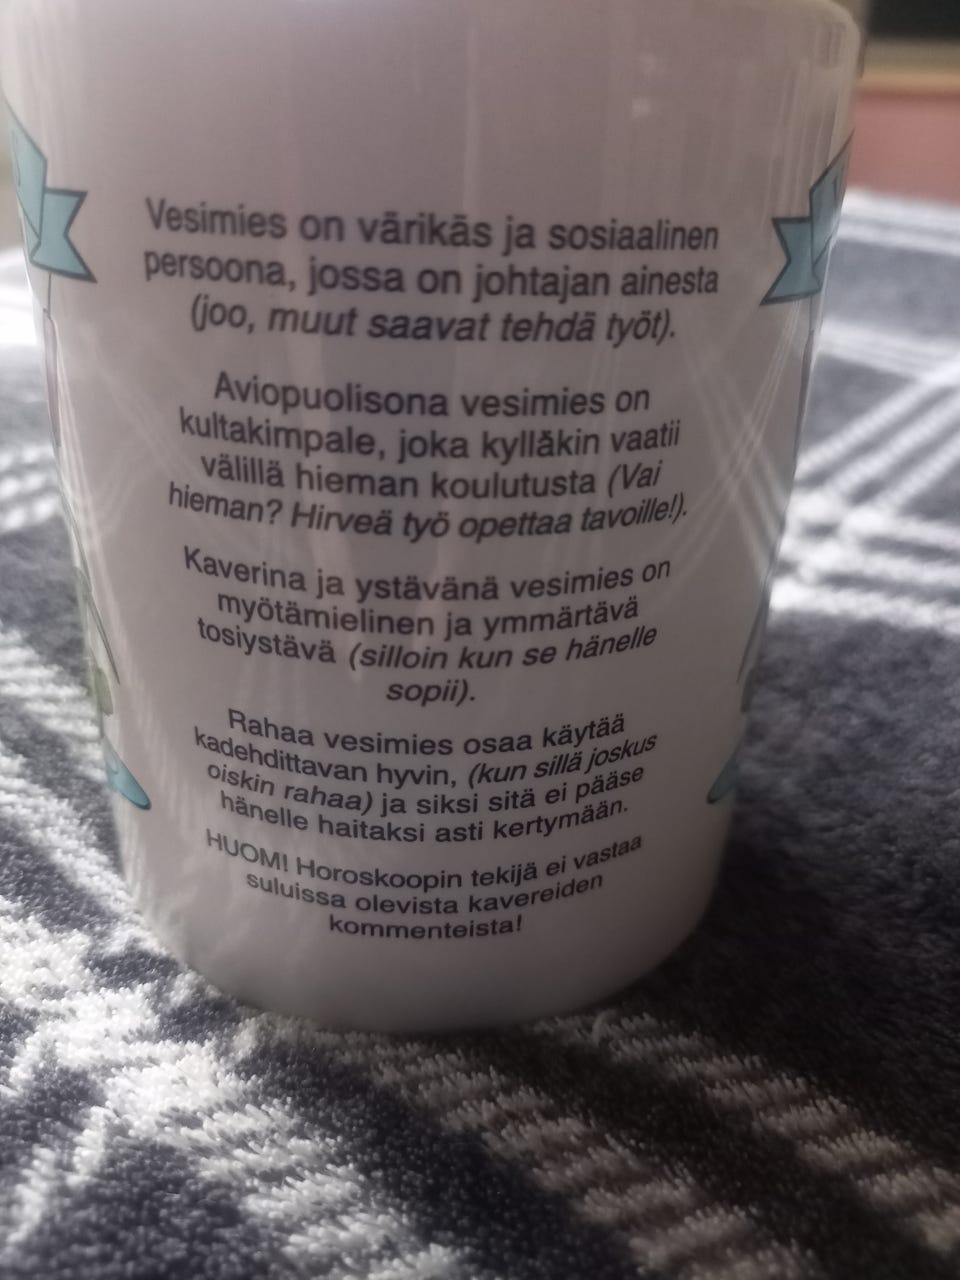 Vesimies on värikäs ja sosiaalinen
persoona, jossa on johtajan ainesta
(joo, muut saavat tehdä työt).
Aviopuolisona vesimies on
kultakimpale, joka kylläkin vaatii
välillä hieman koulutusta (Vai
hieman? Hirveä työ opettaa tavoille!).
Kaverina ja ystävänä vesimies on
myötämielinen ja ymmärtävä
tosiystävä (silloin kun se hänelle
sopii).
Rahaa vesimies osaa käyttää
kadehdittavan hyvin, (kun sillä joskus
oiskin rahaa) ja siksi sitä ei pääse
hänelle haitaksi asti kertymään.
HUOM! Horoskoopin tekijä ei vastaa
suluissa olevista kavereiden
kommenteista!